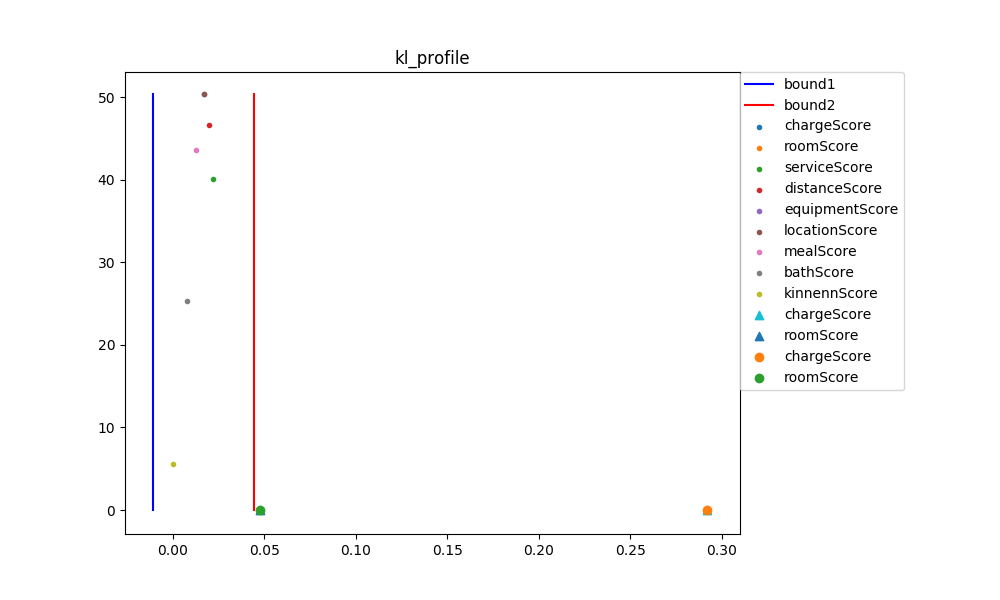 kl_profile
50
40
30
20
10
0
0.00 0.05 0.10 0.15 0.20 0.25 0.30
bound1
bound2
chargeScore
roomScore
serviceScore
distanceScore
equipmentScore
locationScore
mealScore
bathScore
kinnennScore
chargeScore
roomScore
chargeScore
roomScore